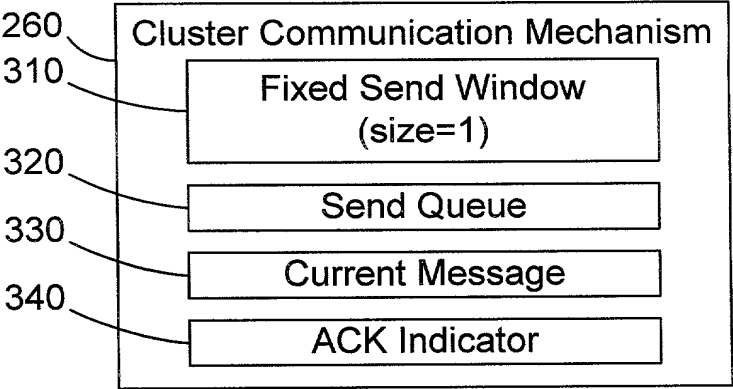 260
Cluster Communication Mechanism
310
Fixed Send Window
(size=1)
320
Send Queue
330
Current Message
340
ACK Indicator